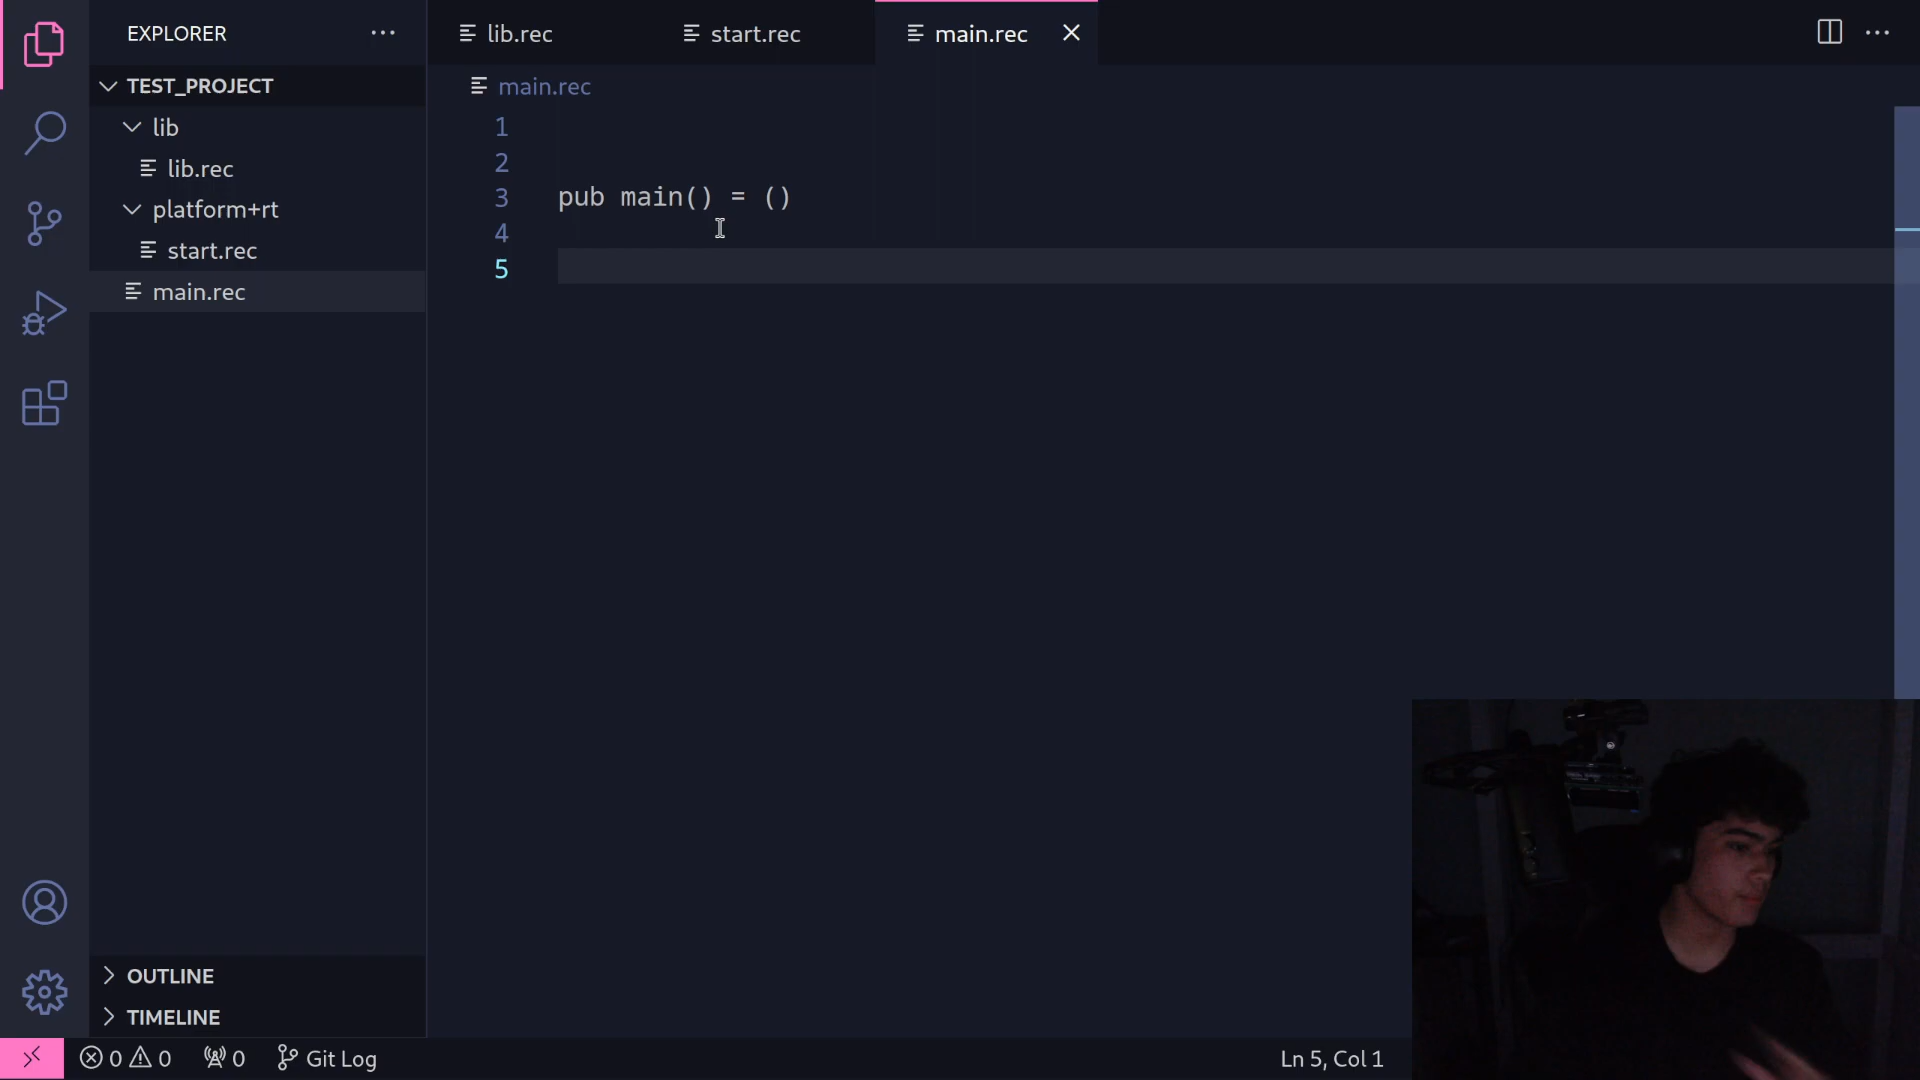 EXPLORER
TEST_PROJECT
lib
lib.rec
platform+rt
start.rec
main.rec
OUTLINE
TIMELINE
lib.rec
start.rec
main.rec
main.rec
1
2
3 pub main() = ()
4
5
0 0 0 Git Log
Ln 5, Col 1